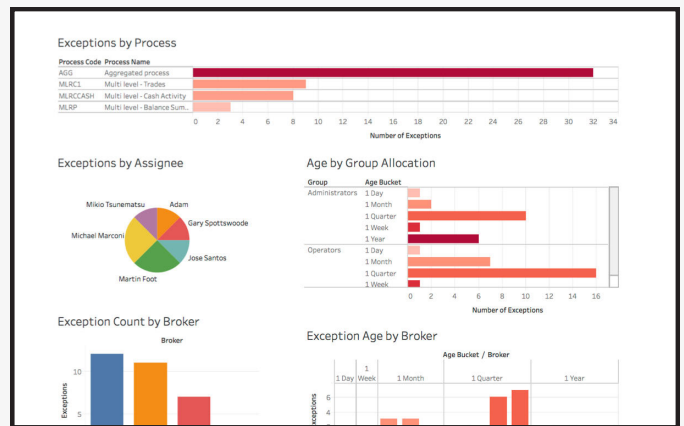 Exceptions by Process
Process Code Process Name
AGG Aggregated process
MLRC1 Multi level - Trades
MLRCCASH Multi level - Cash Activity
MLRP Multi level - Balance Sum..
0 2 4 6 8 10 12 14 16 18 20 22 24 26 28 30 32 34
Number of Exceptions
Exceptions by Assignee
Mikio Tsunematsu
Adam
Gary Spottswoode
Michael Marconi
Jose Santos
Martin Foot
Age by Group Allocation
Group Age Bucket
Administrators 1 Day
1 Month
1 Quarter
1 Week
1 Year
Operators 1 Day
1 Month
1 Quarter
1 Week
0 2 4 6 8 10 12 14 16
Number of Exceptions
Exception Count by Broker
Broker
10
5
Exceptions
Exception Age by Broker
Age Bucket / Broker
1 Day
1 Week
1 Month
1 Quarter
1 Year
6
4